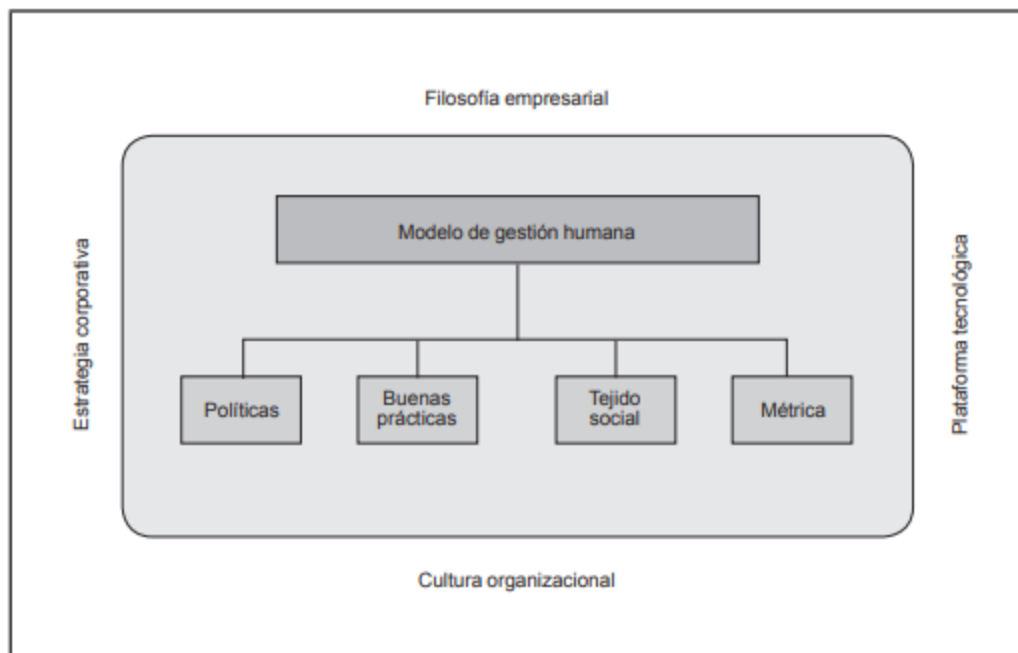 Filosofía empresarial
Estrategia corporativa
Modelo de gestión humana
Plataforma tecnológica
Políticas
Buenas
prácticas
Tejido
social
Métrica
Cultura organizacional